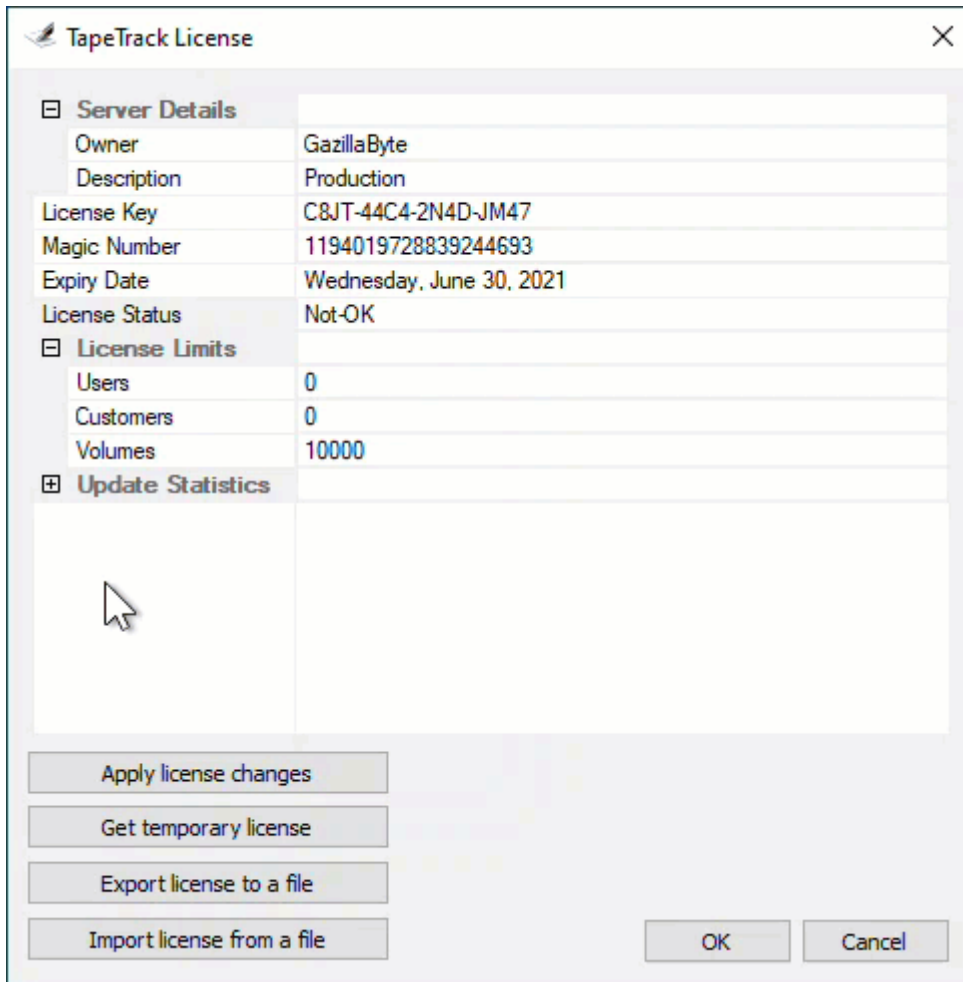 TapeTrack License
Server Details
Owner GazillaByte
Description Production
License Key C8JT-44C4-2N4D-JM47
Magic Number 1194019728839244693
Expiry Date Wednesday, June 30, 2021
License Status Not-OK
License Limits
Users 0
Customers 0
Volumes 10000
Update Statistics
Apply license changes
Get temporary license
Export license to a file
Import license from a file
OK Cancel